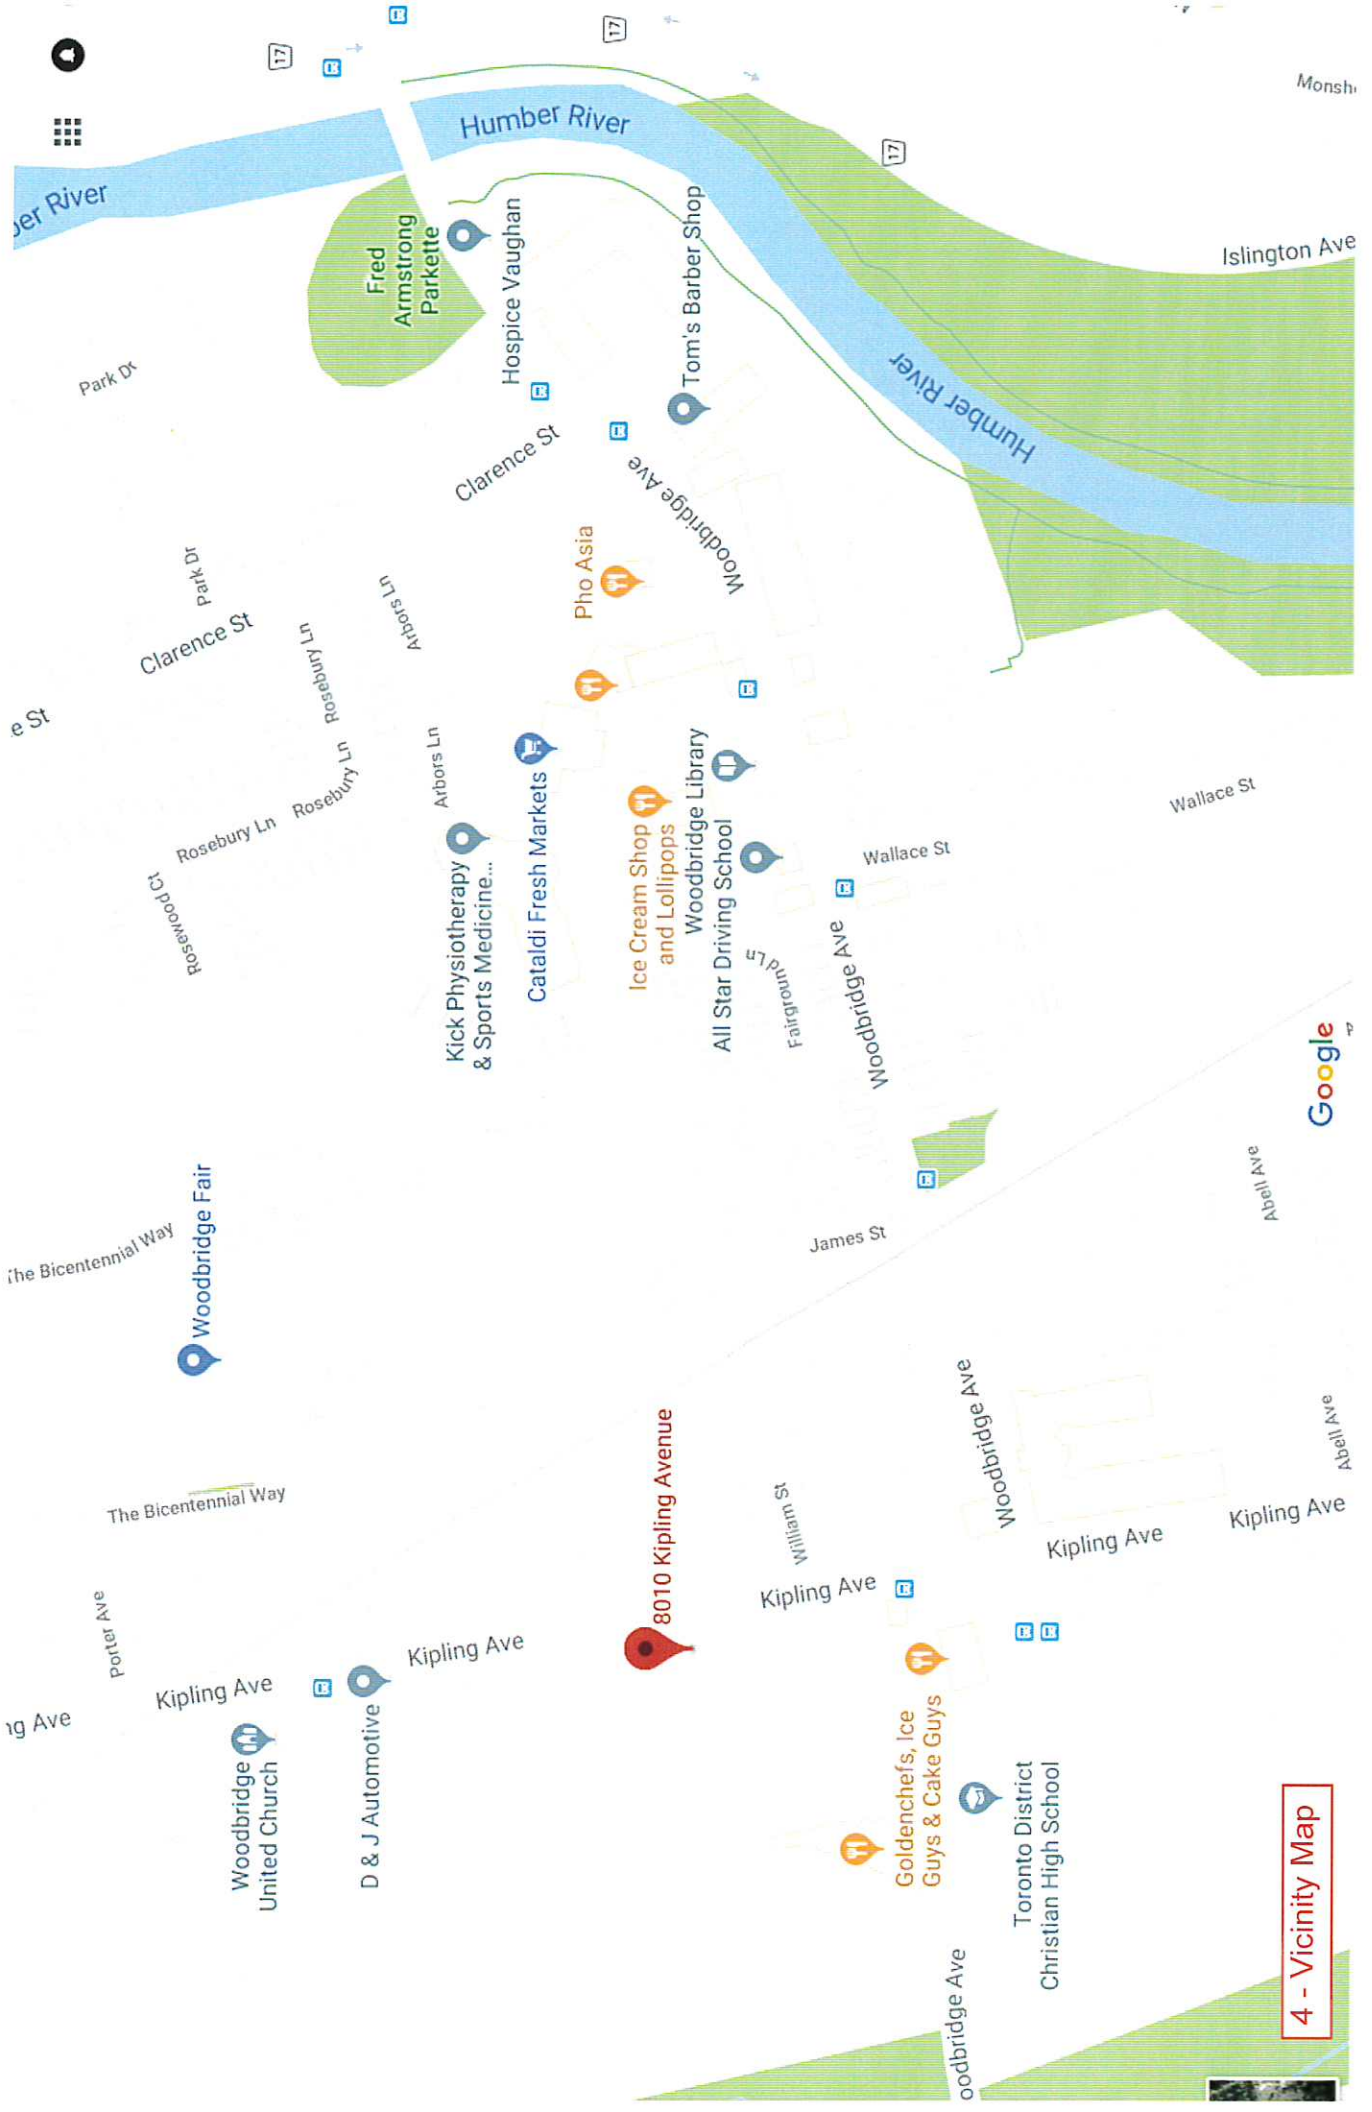 Woodbridge
United Church
D & J Automotive
Porter Ave
Kipling Ave
Kipling Ave
The Bicentennial Way
The Bicentennial Way
Woodbridge Fair
8010 Kipling Avenue
Kipling Ave
William St
Goldenchefs, Ice
Guys & Cake Guys
Toronto District
Christian High School
Woodbridge Ave
Kipling Ave
Kipling Ave
Abell Ave
Abell Ave
James St
Rosewood Ct
Rosebury Ln
Rosebury Ln
Rosebury Ln
Kick Physiotherapy
& Sports Medicine...
Cataldi Fresh Markets
Ice Cream Shop
and Lollipops
Woodbridge Library
All Star Driving School
Fairground Ln
Woodbridge Ave
Wallace St
Wallace St
Arbors Ln
Arbors Ln
Clarence St
Park Dr
Park Dr
Clarence St
Pho Asia
Woodbridge Ave
Tom's Barber Shop
Hospice Vaughan
Fred
Armstrong
Parkette
Humber River
Humber River
ber River
17
17
17
Islington Ave
Monsh
e St
ng Ave
oodbridge Ave
Google
4 - Vicinity Map